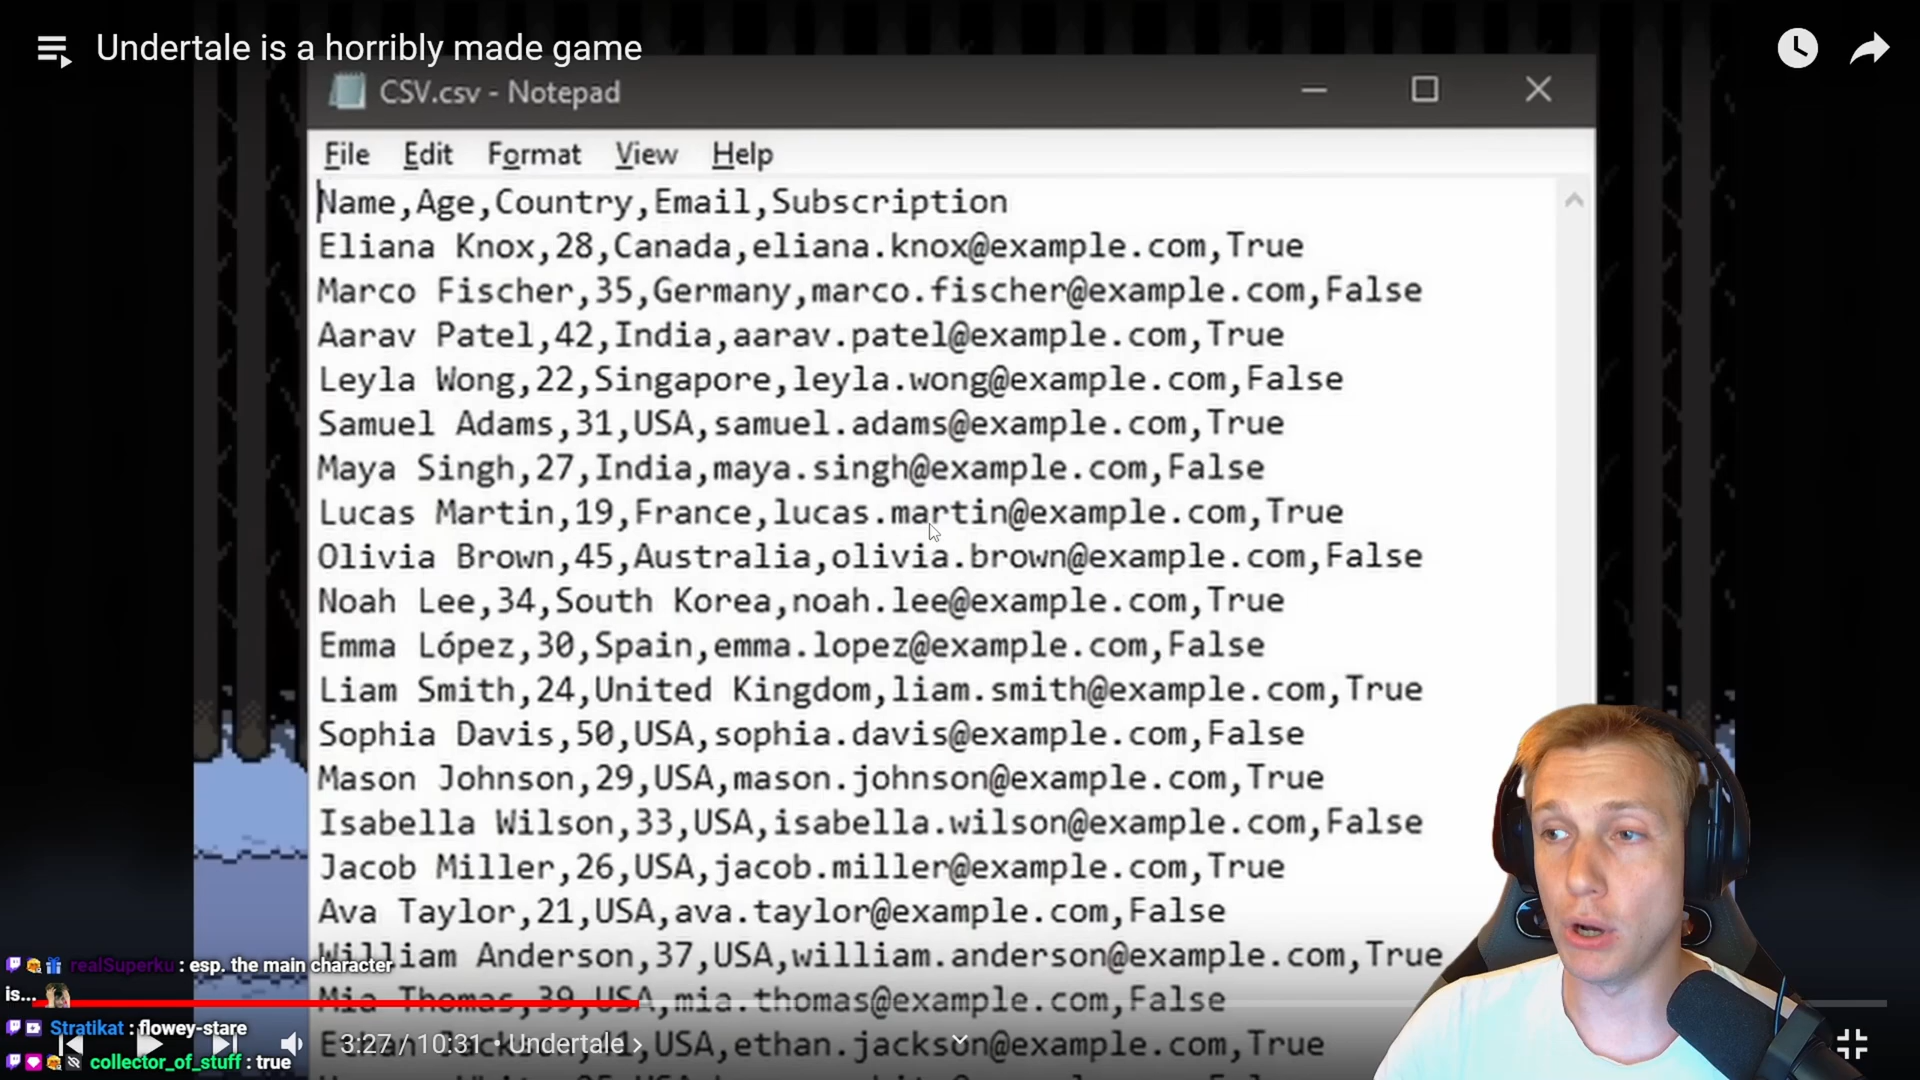 Undertale is a horribly made game
CSV.csv - Notepad
File Edit Format View Help
Name,Age,Country,Email,Subscription
Eliana Knox,28,Canada,eliana.knox@example.com,True
Marco Fischer,35,Germany,marco.fischer@example.com,False
Aarav Patel,42,India,aarav.patel@example.com,True
Leyla Wong,22,Singapore,leyla.wong@example.com,False
Samuel Adams,31,USA,samuel.adams@example.com,True
Maya Singh,27,India,maya.singh@example.com,False
Lucas Martin,19,France,lucas.martin@example.com,True
Olivia Brown,45,Australia,olivia.brown@example.com,False
Noah Lee,34,South Korea,noah.lee@example.com,True
Emma López,30,Spain,emma.lopez@example.com,False
Liam Smith,24,United Kingdom,liam.smith@example.com,True
Sophia Davis,50,USA,sophia.davis@example.com,False
Mason Johnson,29,USA,mason.johnson@example.com,True
Isabella Wilson,33,USA,isabella.wilson@example.com,False
Jacob Miller,26,USA,jacob.miller@example.com,True
Ava Taylor,21,USA,ava.taylor@example.com,False
William Anderson,37,USA,william.anderson@example.com,True
realSuperku : esp. the main character
is...
Mia Thomas,39,USA,mia.thomas@example.com,False
Stratikat : flowey-stare
3:27 / 10:31 • Undertale
,USA,ethan.jackson@example.com,True
collector_of_stuff : true